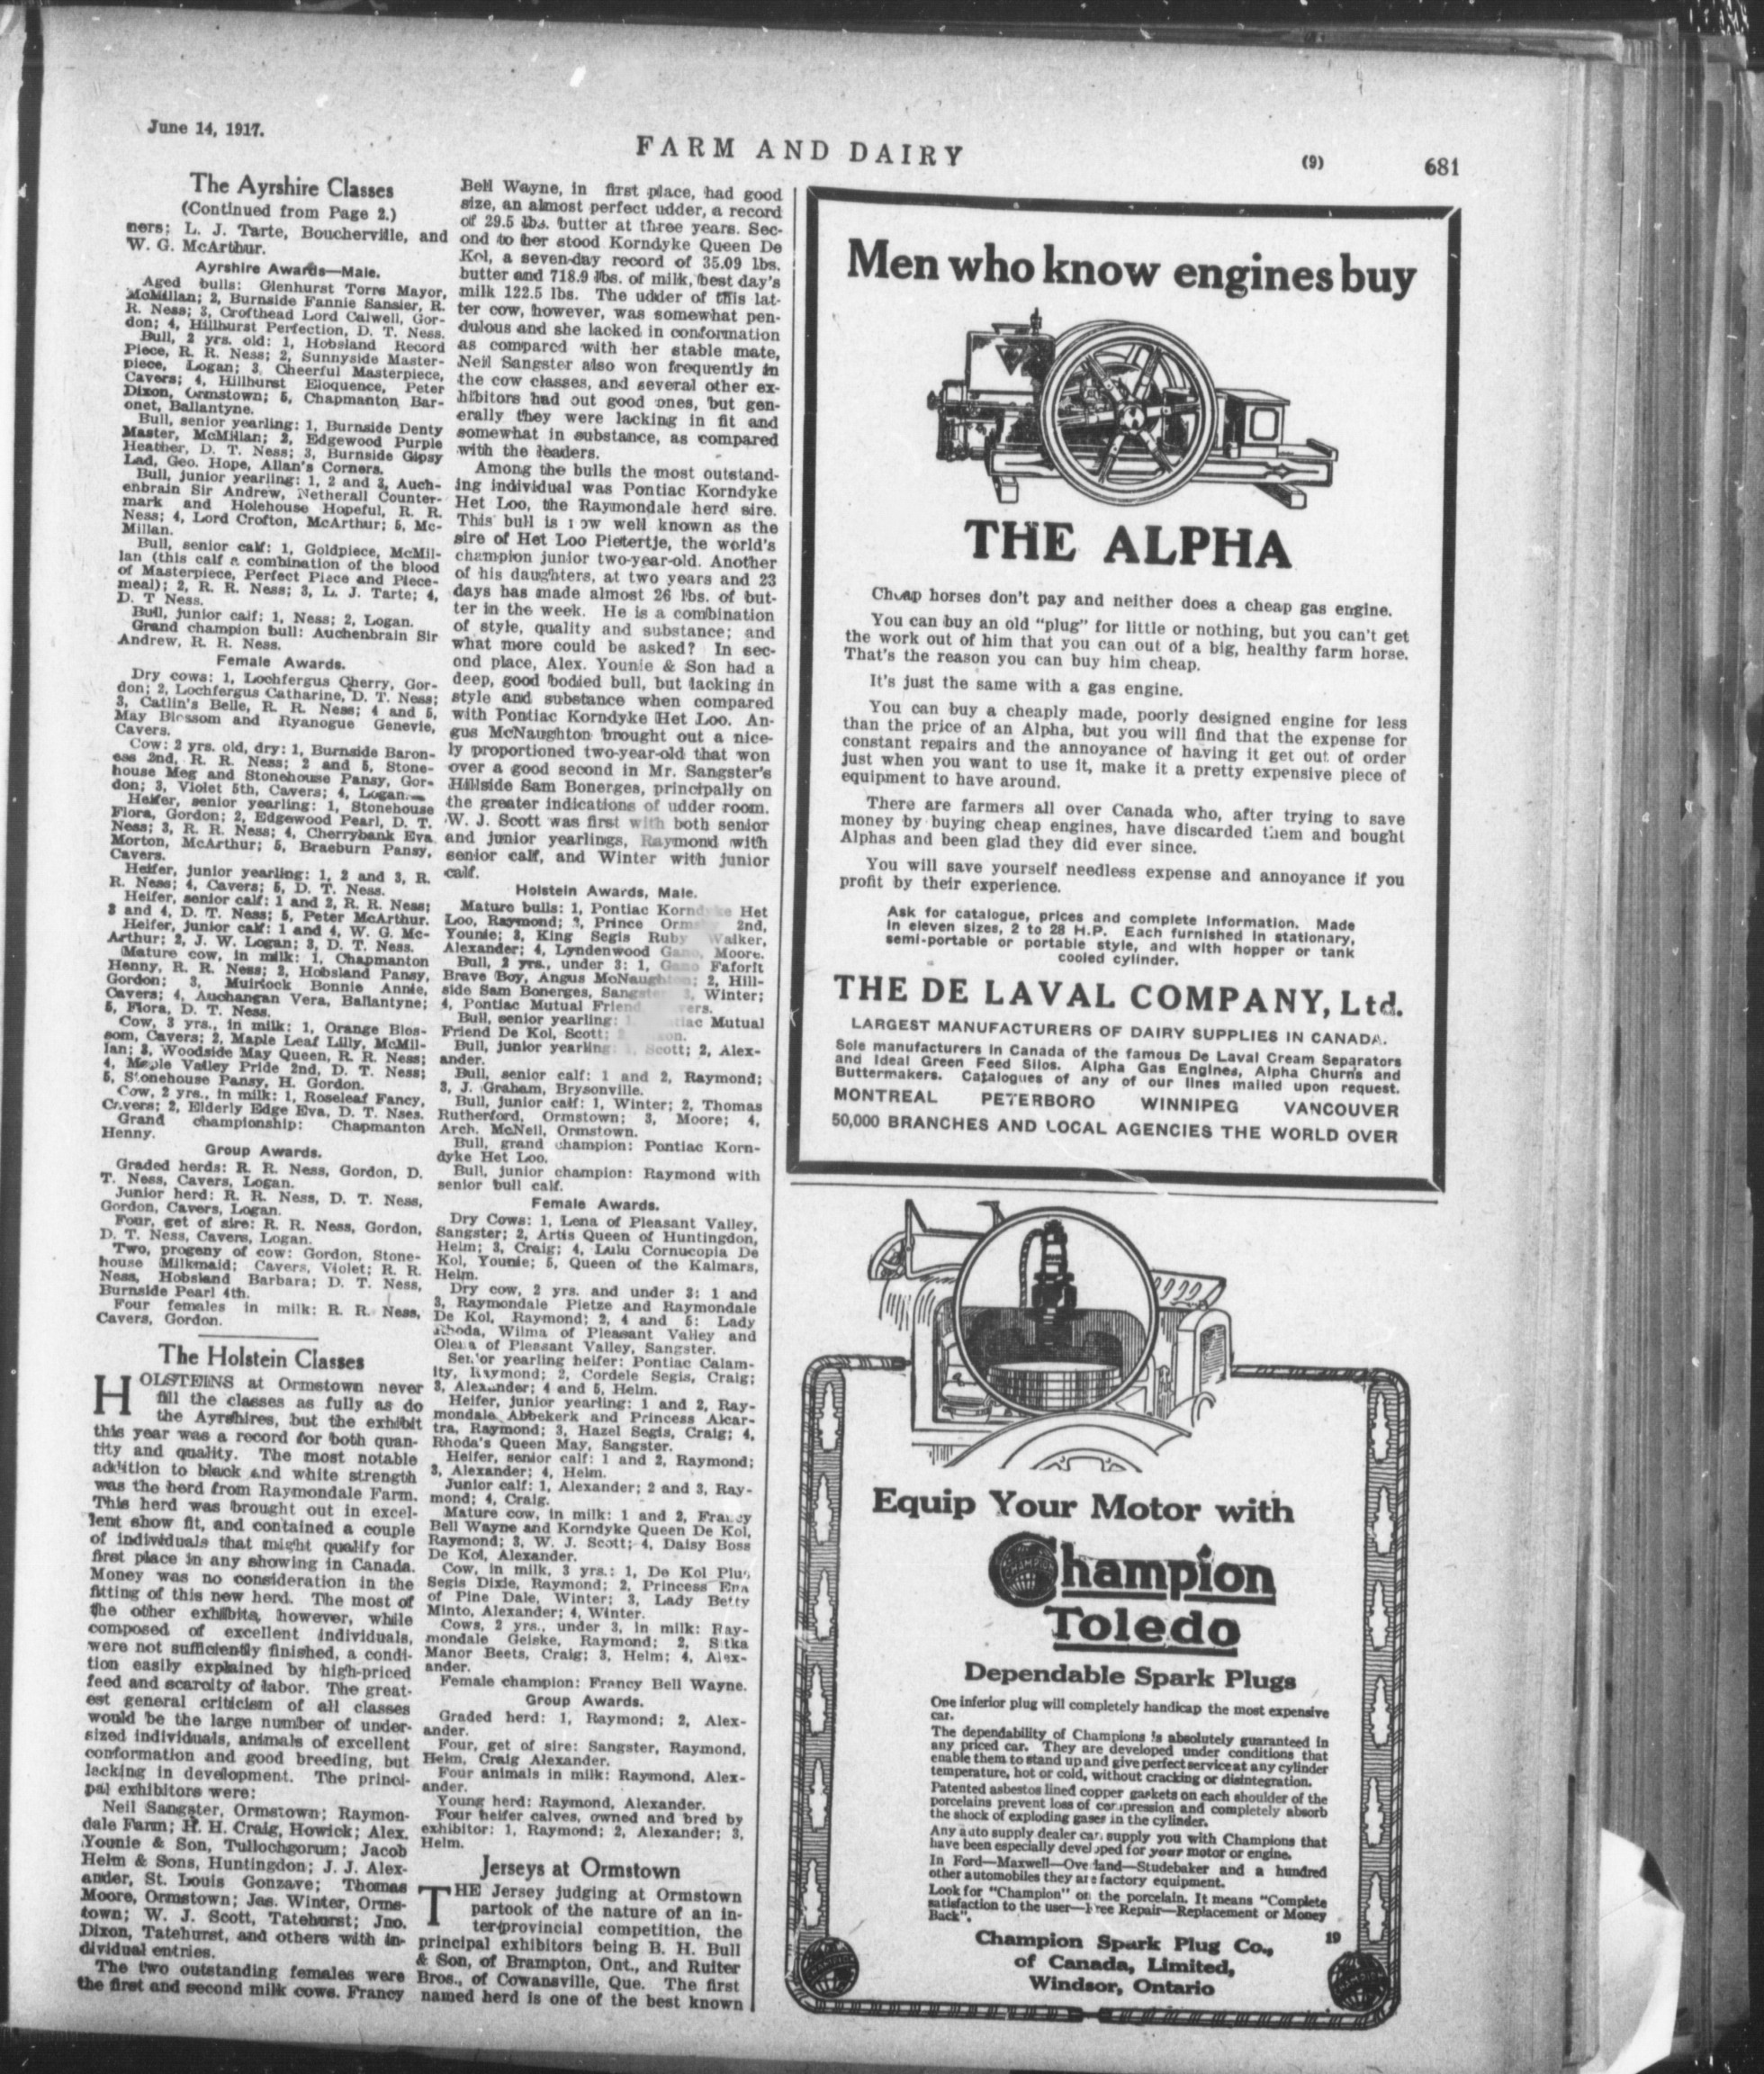 June 14, 1917.
FARM AND DAIRY
(9)
681
The Ayrshire Classes
(Continued from Page 2.)
ners; L. J. Tarte, Boucherville, and
W. G. McArthur.
Ayrshire Awards—Male.
Aged bulls: Glenhurst Torrs Mayor,
McMillan; 2, Burnside Fannie Sansier, R.
R. Ness; 3, Crofthead Lord Calwell, Gor-
don; 4, Hillhurst Perfection, D. T. Ness.
Bull, 2 yrs. old: 1, Hobsland Record
Piece, R. R. Ness; 2, Sunnyside Master-
piece, Logan; 3, Cheerful Masterpiece,
Cavers; 4, Hillhurst Eloquence, Peter
Dixon, Ormstown; 5, Chapmanton Bar-
onet, Ballantyne.
Bull, senior yearling: 1, Burnside Denty
Master, McMillan; 2, Edgewood Purple
Heather, D. T. Ness; 3, Burnside Gipsy
Lad, Geo. Hope, Allan's Corners.
Bull, junior yearling: 1, 2 and 3, Auch-
enbrain Sir Andrew, Netherall Counter-
mark and Holehouse Hopeful, R. R.
Ness; 4, Lord Crofton, McArthur; 5, Mc-
Millan.
Bull, senior calf: 1, Goldpiece, McMil-
lan (this calf a combination of the blood
of Masterpiece, Perfect Piece and Piece-
meal); 2, R. R. Ness; 3, L. J. Tarte; 4,
D. T Ness.
Bull, junior calf: 1, Ness; 2, Logan.
Grand champion bull: Auchenbrain Sir
Andrew, R. R. Ness.
Female Awards.
Dry cows: 1, Lochfergus Cherry, Gor-
don; 2, Lochfergus Catharine, D. T. Ness;
3, Catlin's Belle, R. R. Ness; 4 and 5,
May Blossom and Ryanogue Genevie,
Cavers.
Cow: 2 yrs. old, dry: 1, Burnside Baron-
ess 2nd, R. R. Ness; 2 and 5, Stone-
house Meg and Stonehouse Pansy, Gor-
don; 3, Violet 5th, Cavers; 4, Logan.
Heifer, senior yearling: 1, Stonehouse
Flora, Gordon; 2, Edgewood Pearl, D. T.
Ness; 3, R. R. Ness; 4, Cherrybank Eva
Morton, McArthur; 5, Braeburn Pansy,
Cavers.
Heifer, junior yearling: 1, 2 and 3, R.
R. Ness; 4, Cavers; 5, D. T. Ness.
Heifer, senior calf: 1 and 2, R. R. Ness;
3 and 4, D. T. Ness; 5, Peter McArthur.
Heifer, junior calf: 1 and 4, W. G. Mc-
Arthur; 2, J. W. Logan; 3, D. T. Ness.
Mature cow, in milk: 1, Chapmanton
Henny, R. R. Ness; 2, Hobsland Pansy,
Gordon; 3, Muirlock Bonnie Annie,
Cavers; 4, Auchangan Vera, Ballantyne;
5, Flora, D. T. Ness.
Cow, 3 yrs., in milk: 1, Orange Blos-
som, Cavers; 2, Maple Leaf Lilly, McMil-
lan; 3, Woodside May Queen, R. R. Ness;
4, Maple Valley Pride 2nd, D. T. Ness;
5, Stonehouse Pansy, H. Gordon.
Cow, 2 yrs., in milk: 1, Roseleaf Fancy,
Cavers; 2, Elderly Edge Eva, D. T. Nses.
Grand championship: Chapmanton
Henny.
Group Awards.
Graded herds: R. R. Ness, Gordon, D.
T. Ness, Cavers, Logan.
Junior herd: R. R. Ness, D. T. Ness,
Gordon, Cavers, Logan.
Four, get of sire: R. R. Ness, Gordon,
D. T. Ness, Cavers, Logan.
Two, progeny of cow: Gordon, Stone-
house Milkmaid; Cavers, Violet; R. R.
Ness, Hobsland Barbara; D. T. Ness,
Burnside Pearl 4th.
Four females in milk: R. R. Ness,
Cavers, Gordon.
The Holstein Classes
HOLSTEINS at Ormstown never
fill the classes as fully as do
the Ayrshires, but the exhibit
this year was a record for both quan-
tity and quality. The most notable
addition to black and white strength
was the herd from Raymondale Farm.
This herd was brought out in excel-
lent show fit, and contained a couple
of individuals that might qualify for
first place in any showing in Canada.
Money was no consideration in the
fitting of this new herd. The most of
the other exhibits, however, while
composed of excellent individuals,
were not sufficiently finished, a condi-
tion easily explained by high-priced
feed and scarcity of labor. The great-
est general criticism of all classes
would be the large number of under-
sized individuals, animals of excellent
conformation and good breeding, but
lacking in development. The princi-
pal exhibitors were:
Neil Sangster, Ormstown; Raymon-
dale Farm; H. H. Craig, Howick; Alex.
Younie & Son, Tullochgorum; Jacob
Helm & Sons, Huntingdon; J. J. Alex-
ander, St. Louis Gonzave; Thomas
Moore, Ormstown; Jas. Winter, Orms-
town; W. J. Scott, Tatehurst; Jno.
Dixon, Tatehurst, and others with in-
dividual entries.
The two outstanding females were
the first and second milk cows. Francy
Bell Wayne, in first place, had good
size, an almost perfect udder, a record
of 29.5 lbs. butter at three years. Sec-
ond to her stood Korndyke Queen De
Kol, a seven-day record of 35.09 lbs.
butter and 718.9 lbs. of milk, best day's
milk 122.5 lbs. The udder of this lat-
ter cow, however, was somewhat pen-
dulous and she lacked in conformation
as compared with her stable mate,
Neil Sangster also won frequently in
the cow classes, and several other ex-
hibitors had out good ones, but gen-
erally they were lacking in fit and
somewhat in substance, as compared
with the leaders.
Among the bulls the most outstand-
ing individual was Pontiac Korndyke
Het Loo, the Raymondale herd sire.
This bull is now well known as the
sire of Het Loo Pietertje, the world's
champion junior two-year-old. Another
of his daughters, at two years and 23
days has made almost 26 lbs. of but-
ter in the week. He is a combination
of style, quality and substance; and
what more could be asked? In sec-
ond place, Alex. Younie & Son had a
deep, good bodied bull, but lacking in
style and substance when compared
with Pontiac Korndyke Het Loo. An-
gus McNaughton brought out a nice-
ly proportioned two-year-old that won
over a good second in Mr. Sangster's
Hillside Sam Bonerges, principally on
the greater indications of udder room.
W. J. Scott was first with both senior
and junior yearlings, Raymond with
senior calf, and Winter with junior
calf.
Holstein Awards, Male.
Mature bulls: 1, Pontiac Korndyke Het
Loo, Raymond; 2, Prince 2nd,
Younie; 3, King Segis Ruby Walker,
Alexander; 4, Lyndenwood Gano, Moore.
Bull, 2 yrs., under 3: 1, Gano Faforit
Brave Boy, Angus McNaughton; 2, Hill-
side Sam Bonerges, Sangster; 3, Winter;
4, Pontiac Mutual Friend
Bull, senior yearling: Mutual
Friend De Kol, Scott;
Bull, junior yearling: 1, Scott; 2, Alex-
ander.
Bull, senior calf: 1 and 2, Raymond;
3, J. Graham, Brysonville.
Bull, junior calf: 1, Winter; 2, Thomas
Rutherford, Ormstown; 3, Moore; 4,
Arch. McNeil, Ormstown.
Bull, grand champion: Pontiac Korn-
dyke Het Loo.
Bull, junior champion: Raymond with
senior bull calf.
Female Awards.
Dry Cows: 1, Lena of Pleasant Valley,
Sangster; 2, Artis Queen of Huntingdon,
Helm; 3, Craig; 4, Lulu Cornucopia De
Kol, Younie; 5, Queen of the Kalmars,
Helm.
Dry cow, 2 yrs. and under 3: 1 and
3, Raymondale Pietze and Raymondale
De Kol, Raymond; 2, 4 and 5: Lady
Rhoda, Wilma of Pleasant Valley and
Olena of Pleasant Valley, Sangster.
Senior yearling heifer: Pontiac Calam-
ity, Raymond; 2, Cordele Segis, Craig;
3, Alexander; 4 and 5, Helm.
Heifer, junior yearling: 1 and 2, Ray-
mondale Abbekerk and Princess Alcar-
tra, Raymond; 3, Hazel Segis, Craig; 4,
Rhoda's Queen May, Sangster.
Heifer, senior calf: 1 and 2, Raymond;
3, Alexander; 4, Helm.
Junior calf: 1, Alexander; 2 and 3, Ray-
mond; 4, Craig.
Mature cow, in milk: 1 and 2, Francy
Bell Wayne and Korndyke Queen De Kol,
Raymond; 3, W. J. Scott; 4, Daisy Boss
De Kol, Alexander.
Cow, in milk, 3 yrs.: 1, De Kol Plus
Segis Dixie, Raymond; 2, Princess Ena
of Pine Dale, Winter; 3, Lady Betty
Minto, Alexander; 4, Winter.
Cows, 2 yrs., under 3, in milk: Ray-
mondale Gelske, Raymond; 2, Sitka
Manor Beets, Craig; 3, Helm; 4, Alex-
ander.
Female champion: Francy Bell Wayne.
Group Awards.
Graded herd: 1, Raymond; 2, Alex-
ander.
Four, get of sire: Sangster, Raymond,
Helm, Craig Alexander.
Four animals in milk: Raymond, Alex-
ander.
Young herd: Raymond, Alexander.
Four heifer calves, owned and bred by
exhibitor: 1, Raymond; 2, Alexander; 3,
Helm.
Jerseys at Ormstown
THE Jersey judging at Ormstown
partook of the nature of an in-
ter-provincial competition, the
principal exhibitors being B. H. Bull
& Son, of Brampton, Ont., and Ruiter
Bros., of Cowansville, Que. The first
named herd is one of the best known
Men who know engines buy
THE ALPHA
Cheap horses don't pay and neither does a cheap gas engine.
You can buy an old "plug" for little or nothing, but you can't get
the work out of him that you can out of a big, healthy farm horse.
That's the reason you can buy him cheap.
It's just the same with a gas engine.
You can buy a cheaply made, poorly designed engine for less
than the price of an Alpha, but you will find that the expense for
constant repairs and the annoyance of having it get out of order
just when you want to use it, make it a pretty expensive piece of
equipment to have around.
There are farmers all over Canada who, after trying to save
money by buying cheap engines, have discarded them and bought
Alphas and been glad they did ever since.
You will save yourself needless expense and annoyance if you
profit by their experience.
Ask for catalogue, prices and complete information. Made
in eleven sizes, 2 to 28 H.P. Each furnished in stationary,
semi-portable or portable style, and with hopper or tank
cooled cylinder.
THE DE LAVAL COMPANY, Ltd.
LARGEST MANUFACTURERS OF DAIRY SUPPLIES IN CANADA.
Sole manufacturers in Canada of the famous De Laval Cream Separators
and Ideal Green Feed Silos. Alpha Gas Engines, Alpha Churns and
Buttermakers. Catalogues of any of our lines mailed upon request.
MONTREAL PETERBORO WINNIPEG VANCOUVER
50,000 BRANCHES AND LOCAL AGENCIES THE WORLD OVER
Equip Your Motor with
Champion
Toledo
Dependable Spark Plugs
One inferior plug will completely handicap the most expensive
car.
The dependability of Champions is absolutely guaranteed in
any priced car. They are developed under conditions that
enable them to stand up and give perfect service at any cylinder
temperature, hot or cold, without cracking or disintegration.
Patented asbestos lined copper gaskets on each shoulder of the
porcelains prevent loss of compression and completely absorb
the shock of exploding gases in the cylinder.
Any auto supply dealer can supply you with Champions that
have been especially developed for your motor or engine.
In Ford—Maxwell—Overland—Studebaker and a hundred
other automobiles they are factory equipment.
Look for "Champion" on the porcelain. It means "Complete
satisfaction to the user—Free Repair—Replacement or Money
Back".
Champion Spark Plug Co.,
of Canada, Limited,
Windsor, Ontario
19